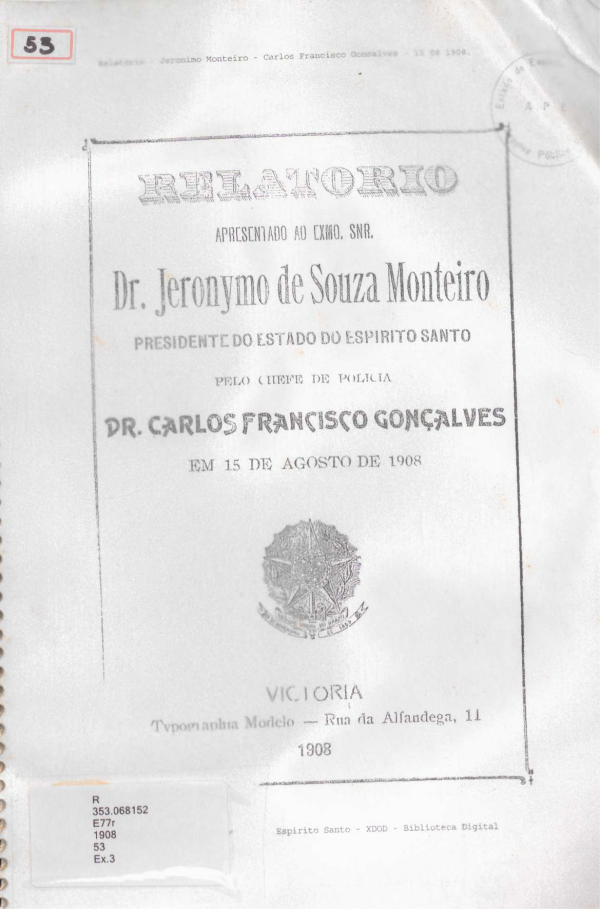 53
Relatorio - Jeronimo Monteiro - Carlos Francisco Goncalves - 15 08 1908.
Estado do
A P E
RELATORIO
APRESENTADO AO EXMO. SNR.
Dr. Jeronymo de Souza Monteiro
PRESIDENTE DO ESTADO DO ESPIRITO SANTO
PELO CHEFE DE POLICIA
DR. CARLOS FRANCISCO GONÇALVES
EM 15 DE AGOSTO DE 1908
VICTORIA
Typographia Modelo — Rua da Alfandega, 11
1908
R
353.068152
E77r
1908
53
Ex.3
Espirito Santo - XDOD - Biblioteca Digital